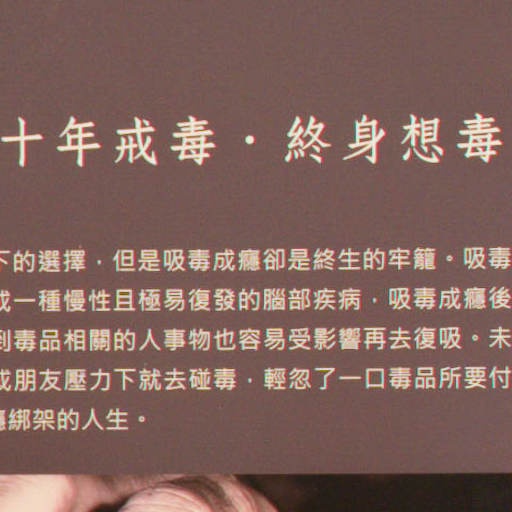 十年戒毒．終身想毒
下的選擇，但是吸毒成癮卻是終生的牢籠。吸毒
成一種慢性且極易復發的腦部疾病，吸毒成癮後
到毒品相關的人事物也容易受影響再去復吸。未
或朋友壓力下就去碰毒，輕忽了一口毒品所要付
癮綁架的人生。